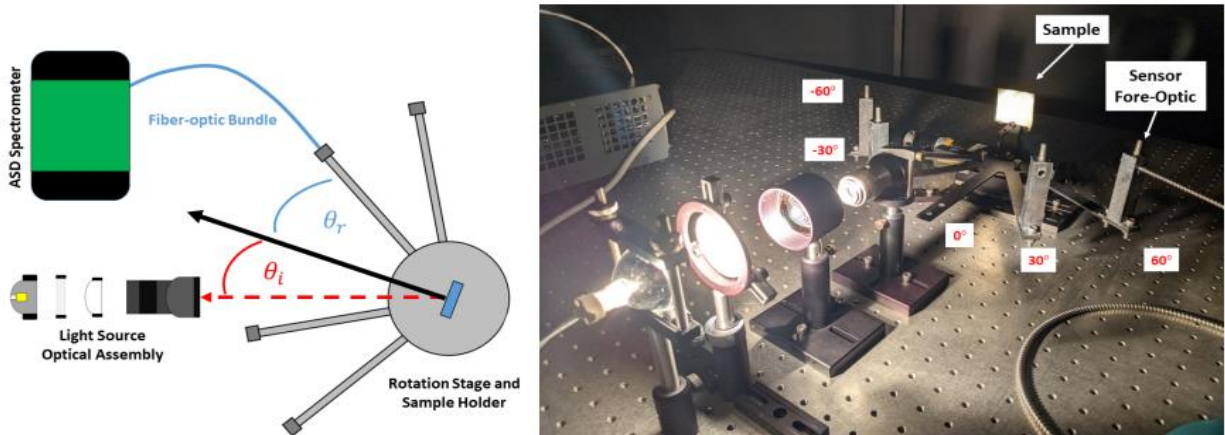 ASD Spectrometer
Fiber-optic Bundle
θr
θi
Light Source
Optical Assembly
Rotation Stage and
Sample Holder
Sample
Sensor
Fore-Optic
-60°
-30°
0°
30°
60°